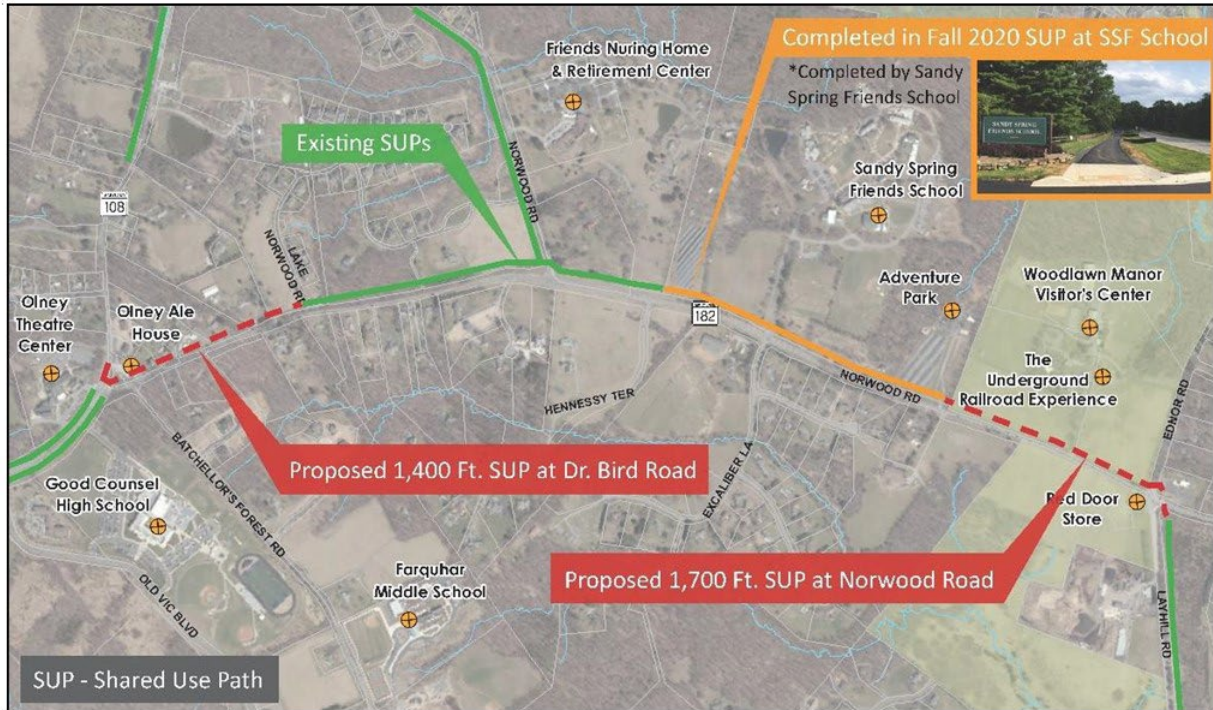 Completed in Fall 2020 SUP at SSF School
*Completed by Sandy
Spring Friends School
SANDY SPRING
FRIENDS SCHOOL
Friends Nuring Home
& Retirement Center
Existing SUPs
NORWOOD RD
Sandy Spring
Friends School
108
LAKE
NORWOOD RD
Adventure
Park
Woodlawn Manor
Visitor's Center
Olney
Theatre
Center
Olney Ale
House
182
The
Underground
Railroad Experience
NORWOOD RD
EDNOR RD
HENNESSY TER
BATCHELLOR'S FOREST RD
Proposed 1,400 Ft. SUP at Dr. Bird Road
EXCALIBER LA
Good Counsel
High School
Red Door
Store
Proposed 1,700 Ft. SUP at Norwood Road
Farquhar
Middle School
OLD VIC BLVD
LAYHILL RD
SUP - Shared Use Path